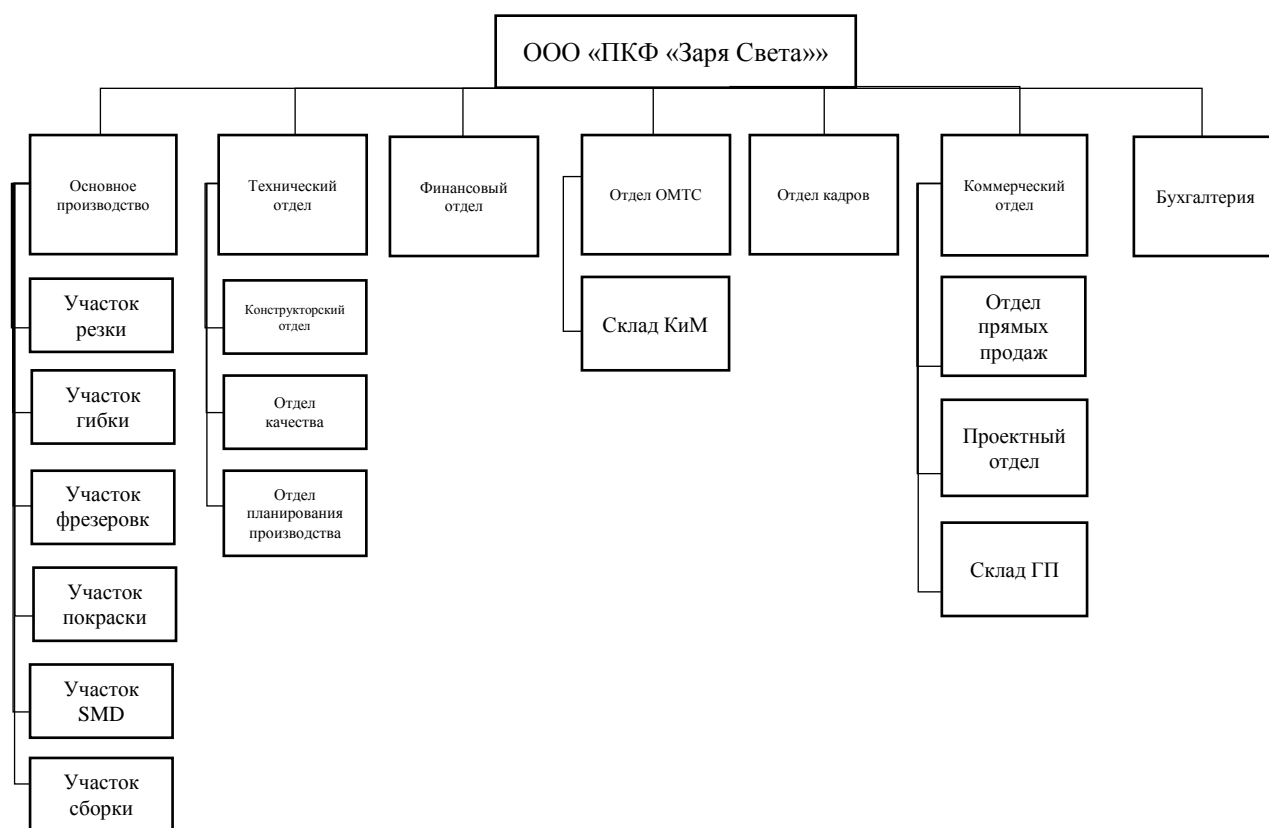 ООО «ПКФ «Заря Света»»
Основное
производство
Технический
отдел
Финансовый
отдел
Отдел ОМТС
Отдел кадров
Коммерческий
отдел
Бухгалтерия
Участок
резки
Участок
гибки
Участок
фрезеровк
Участок
покраски
Участок
SMD
Участок
сборки
Конструкторский
отдел
Отдел
качества
Отдел
планирования
производства
Склад КиМ
Отдел
прямых
продаж
Проектный
отдел
Склад ГП